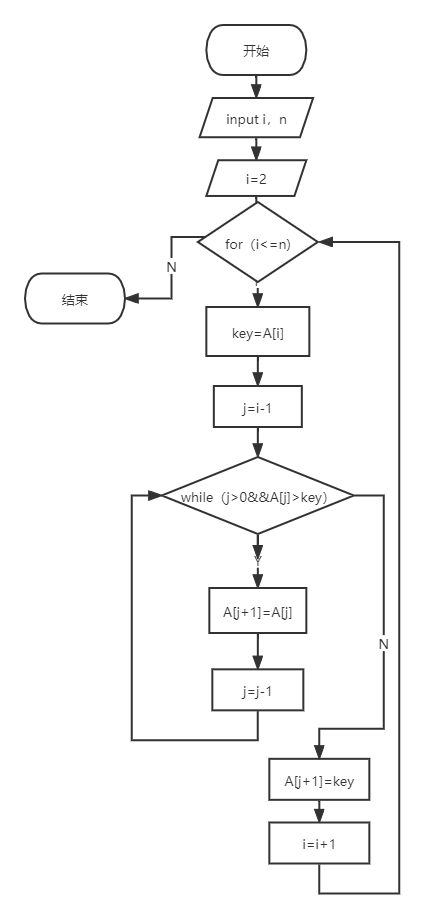 开始
input i，n
i=2
for（i<=n）
N
结束
key=A[i]
j=i-1
while（j>0&&A[j]>key）
Y
A[j+1]=A[j]
N
j=j-1
A[j+1]=key
i=i+1